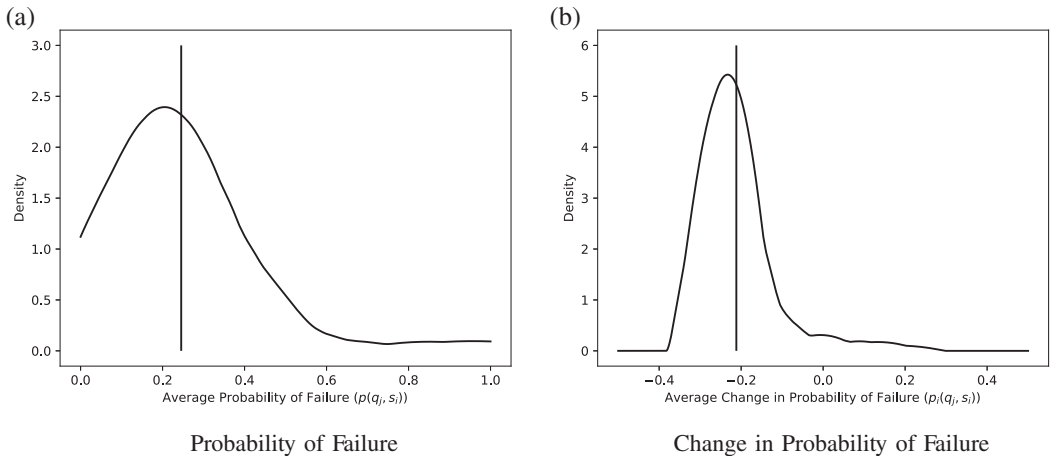 (a)
3.0
2.5
2.0
1.5
1.0
0.5
0.0
Density
0.0 0.2 0.4 0.6 0.8 1.0
Average Probability of Failure (p(qj, si))
Probability of Failure
(b)
6
5
4
3
2
1
0
Density
−0.4 −0.2 0.0 0.2 0.4
Average Change in Probability of Failure (pi(qj, si))
Change in Probability of Failure